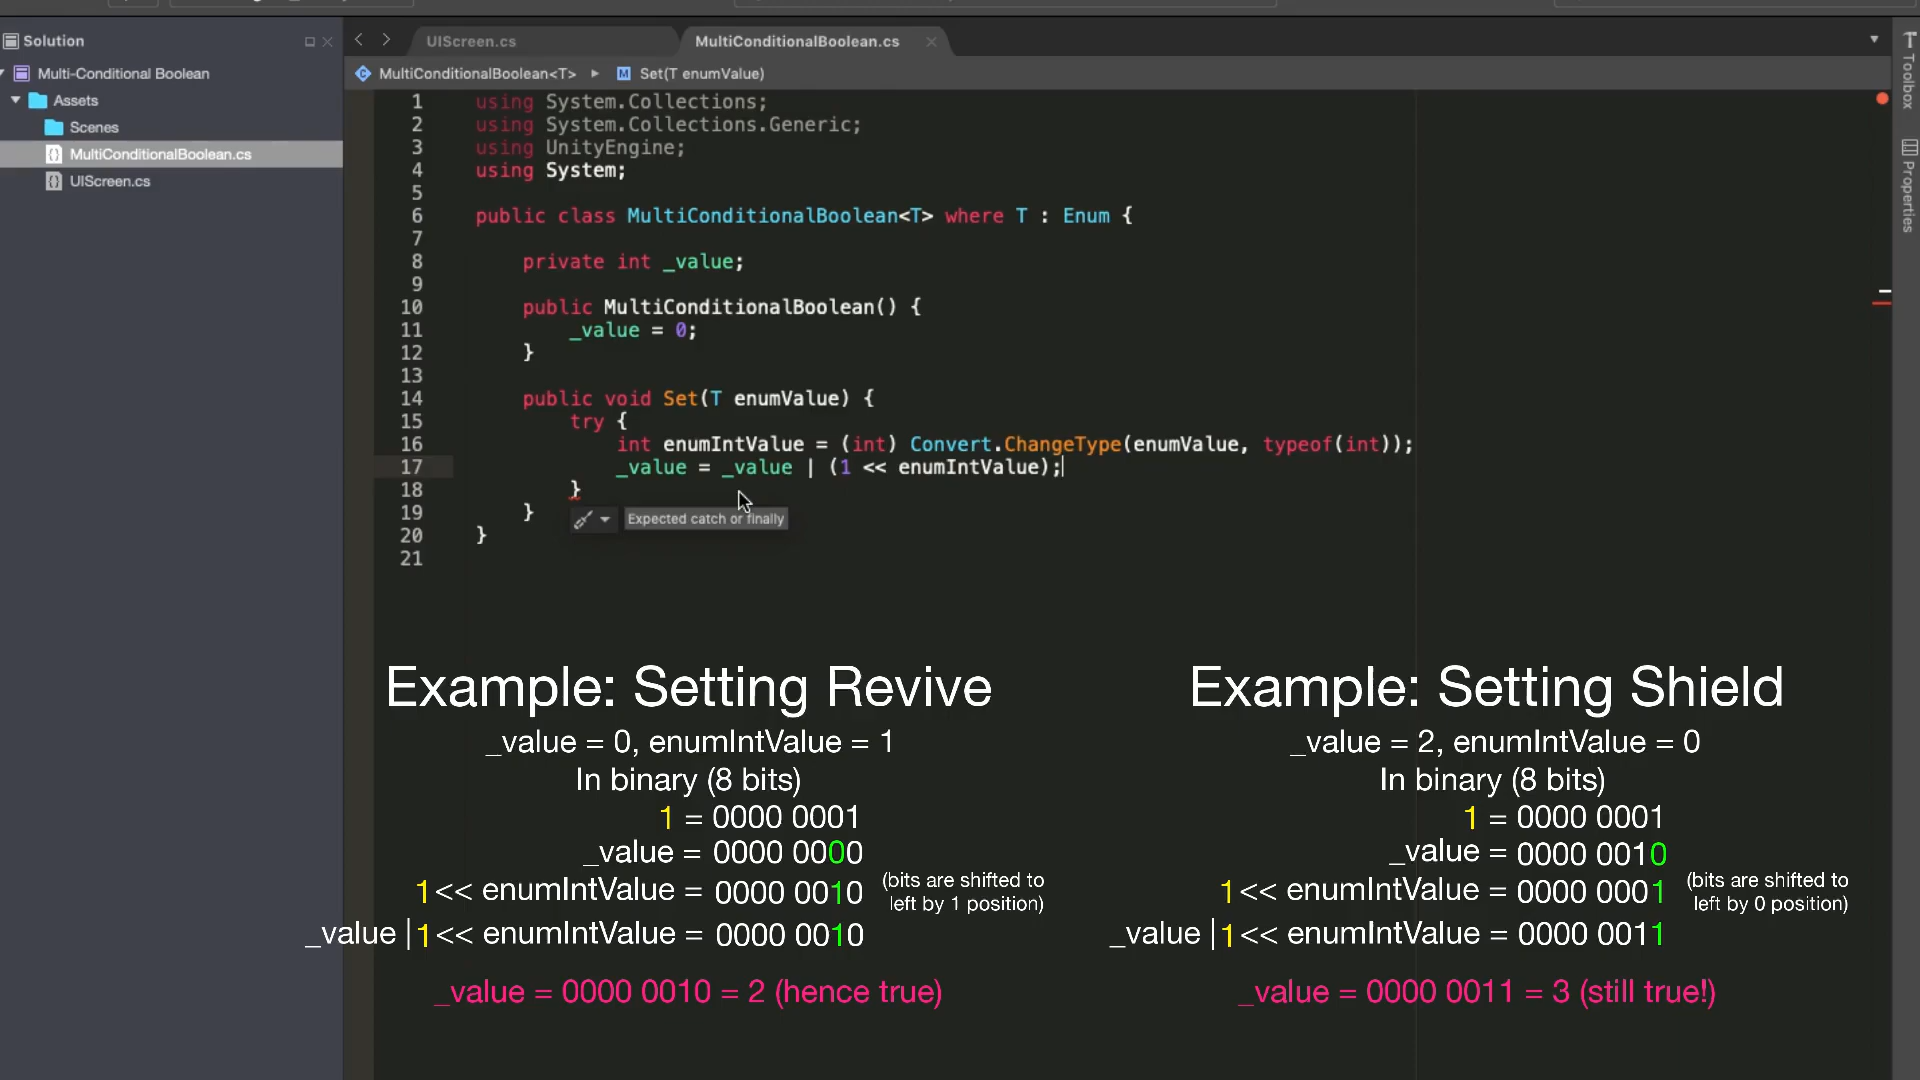 Solution
UIScreen.cs
MultiConditionalBoolean.cs
Toolbox
Properties
Multi-Conditional Boolean
Assets
Scenes
MultiConditionalBoolean.cs
UIScreen.cs
MultiConditionalBoolean<T>
M Set(T enumValue)
1 using System.Collections;
2 using System.Collections.Generic;
3 using UnityEngine;
4 using System;
5
6 public class MultiConditionalBoolean<T> where T : Enum {
7
8 private int _value;
9
10 public MultiConditionalBoolean() {
11 _value = 0;
12 }
13
14 public void Set(T enumValue) {
15 try {
16 int enumIntValue = (int) Convert.ChangeType(enumValue, typeof(int));
17 _value = _value | (1 << enumIntValue);
18 }
19 }
20 }
21
Expected catch or finally
Example: Setting Revive
_value = 0, enumIntValue = 1
In binary (8 bits)
1 = 0000 0001
_value = 0000 0000
1<< enumIntValue = 0000 0010
(bits are shifted to
left by 1 position)
_value |1<< enumIntValue = 0000 0010
_value = 0000 0010 = 2 (hence true)
Example: Setting Shield
_value = 2, enumIntValue = 0
In binary (8 bits)
1 = 0000 0001
_value = 0000 0010
1<< enumIntValue = 0000 0001
(bits are shifted to
left by 0 position)
_value |1<< enumIntValue = 0000 0011
_value = 0000 0011 = 3 (still true!)